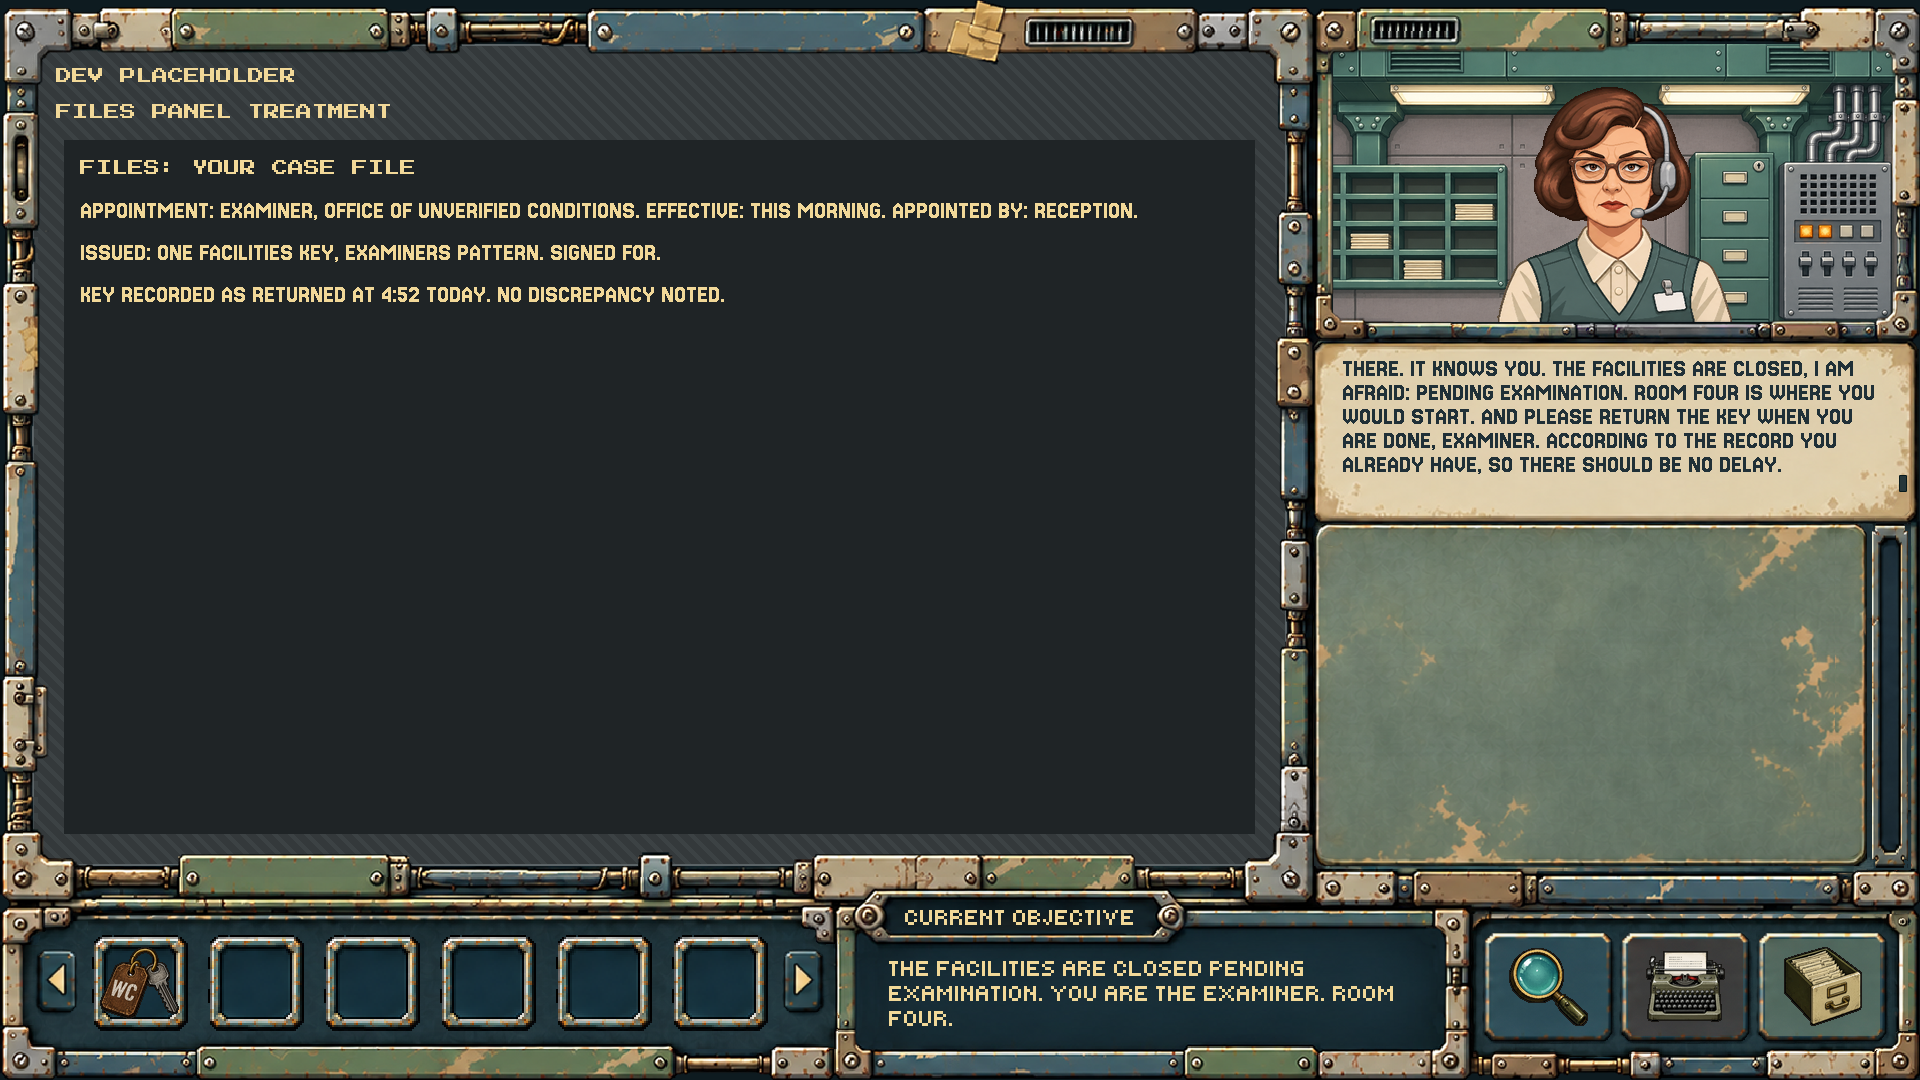 DEV PLACEHOLDER
FILES PANEL TREATMENT
FILES: YOUR CASE FILE
APPOINTMENT: EXAMINER, OFFICE OF UNVERIFIED CONDITIONS. EFFECTIVE: THIS MORNING. APPOINTED BY: RECEPTION.
ISSUED: ONE FACILITIES KEY, EXAMINERS PATTERN. SIGNED FOR.
KEY RECORDED AS RETURNED AT 4:52 TODAY. NO DISCREPANCY NOTED.
THERE. IT KNOWS YOU. THE FACILITIES ARE CLOSED, I AM
AFRAID: PENDING EXAMINATION. ROOM FOUR IS WHERE YOU
WOULD START. AND PLEASE RETURN THE KEY WHEN YOU
ARE DONE, EXAMINER. ACCORDING TO THE RECORD YOU
ALREADY HAVE, SO THERE SHOULD BE NO DELAY.
WC
CURRENT OBJECTIVE
THE FACILITIES ARE CLOSED PENDING
EXAMINATION. YOU ARE THE EXAMINER. ROOM
FOUR.